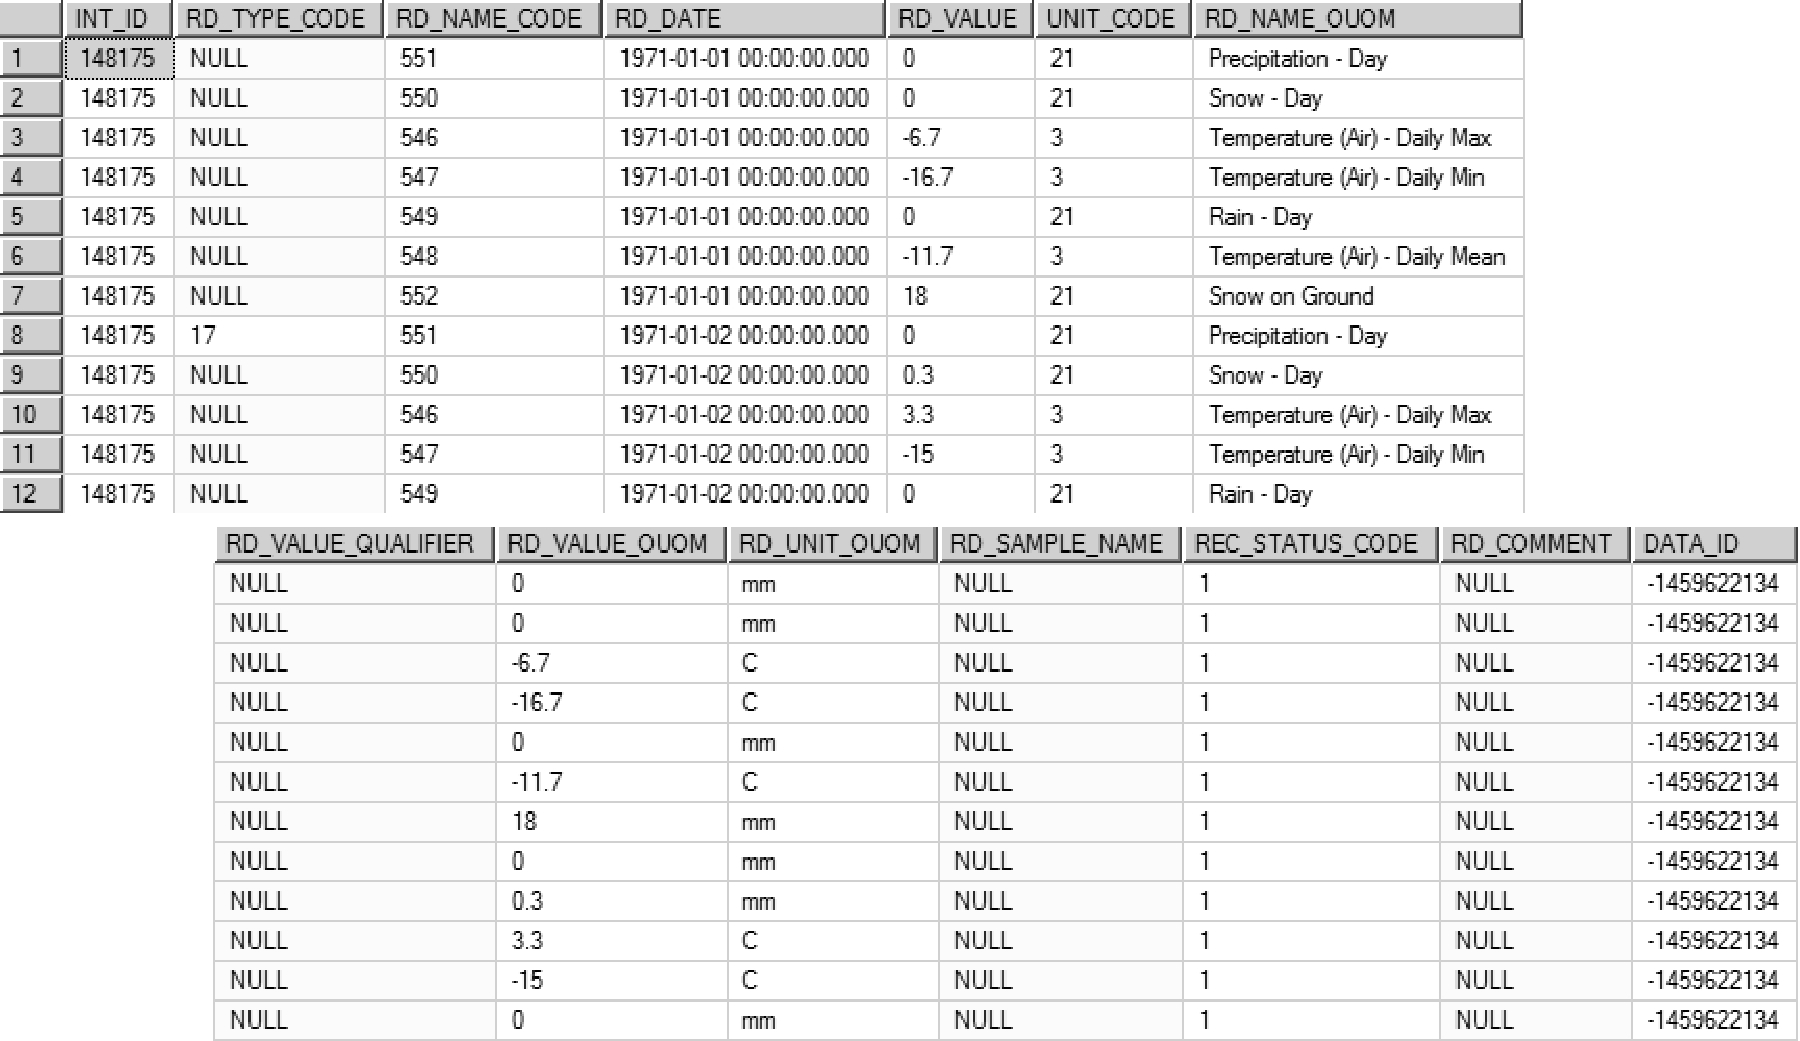 INT_ID RD_TYPE_CODE RD_NAME_CODE RD_DATE RD_VALUE UNIT_CODE RD_NAME_OUOM
1 148175 NULL 551 1971-01-01 00:00:00.000 0 21 Precipitation - Day
2 148175 NULL 550 1971-01-01 00:00:00.000 0 21 Snow - Day
3 148175 NULL 546 1971-01-01 00:00:00.000 -6.7 3 Temperature (Air) - Daily Max
4 148175 NULL 547 1971-01-01 00:00:00.000 -16.7 3 Temperature (Air) - Daily Min
5 148175 NULL 549 1971-01-01 00:00:00.000 0 21 Rain - Day
6 148175 NULL 548 1971-01-01 00:00:00.000 -11.7 3 Temperature (Air) - Daily Mean
7 148175 NULL 552 1971-01-01 00:00:00.000 18 21 Snow on Ground
8 148175 17 551 1971-01-02 00:00:00.000 0 21 Precipitation - Day
9 148175 NULL 550 1971-01-02 00:00:00.000 0.3 21 Snow - Day
10 148175 NULL 546 1971-01-02 00:00:00.000 3.3 3 Temperature (Air) - Daily Max
11 148175 NULL 547 1971-01-02 00:00:00.000 -15 3 Temperature (Air) - Daily Min
12 148175 NULL 549 1971-01-02 00:00:00.000 0 21 Rain - Day
RD_VALUE_QUALIFIER RD_VALUE_OUOM RD_UNIT_OUOM RD_SAMPLE_NAME REC_STATUS_CODE RD_COMMENT DATA_ID
NULL 0 mm NULL 1 NULL -1459622134
NULL 0 mm NULL 1 NULL -1459622134
NULL -6.7 C NULL 1 NULL -1459622134
NULL -16.7 C NULL 1 NULL -1459622134
NULL 0 mm NULL 1 NULL -1459622134
NULL -11.7 C NULL 1 NULL -1459622134
NULL 18 mm NULL 1 NULL -1459622134
NULL 0 mm NULL 1 NULL -1459622134
NULL 0.3 mm NULL 1 NULL -1459622134
NULL 3.3 C NULL 1 NULL -1459622134
NULL -15 C NULL 1 NULL -1459622134
NULL 0 mm NULL 1 NULL -1459622134